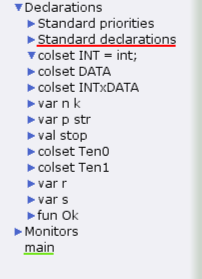 Declarations
Standard priorities
Standard declarations
colset INT = int;
colset DATA
colset INTxDATA
var n k
var p str
val stop
colset Ten0
colset Ten1
var r
var s
fun Ok
Monitors
main